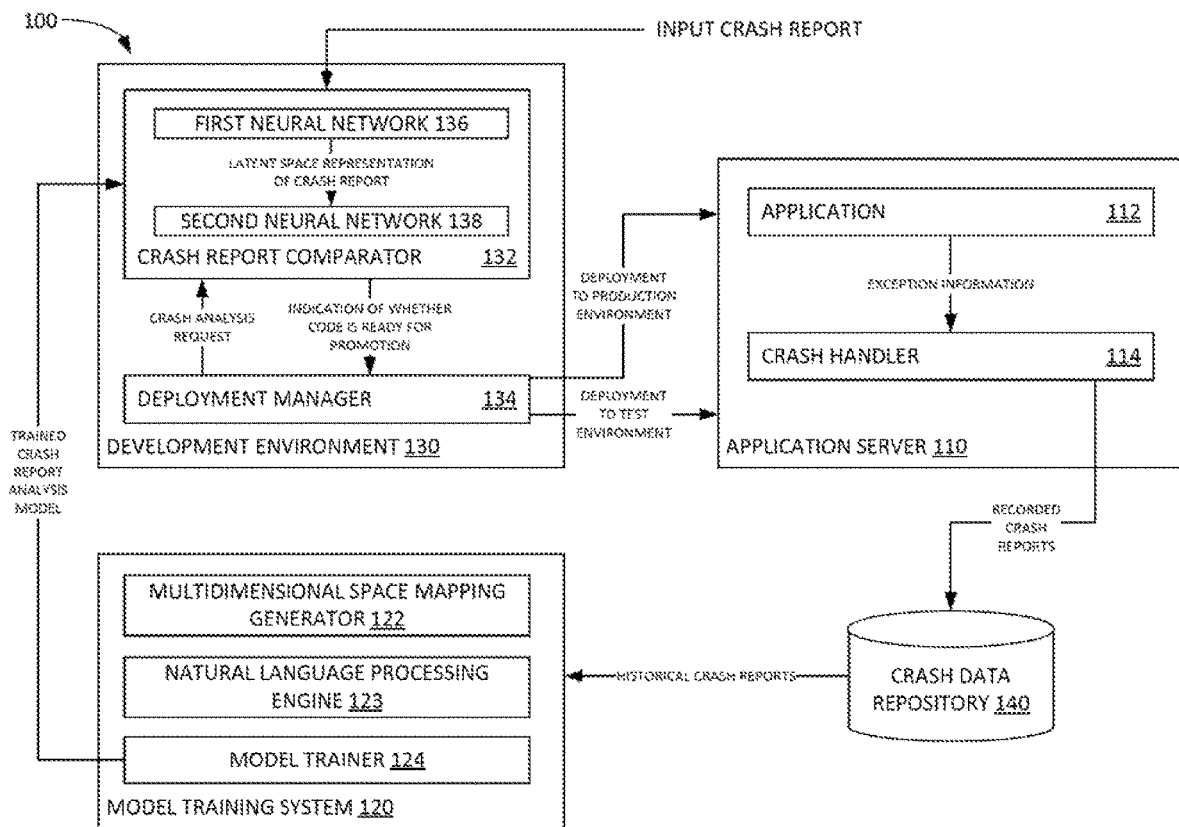 100
INPUT CRASH REPORT
FIRST NEURAL NETWORK 136
LATENT SPACE REPRESENTATION
OF CRASH REPORT
SECOND NEURAL NETWORK 138
CRASH REPORT COMPARATOR 132
CRASH ANALYSIS
REQUEST
INDICATION OF WHETHER
CODE IS READY FOR
PROMOTION
DEPLOYMENT MANAGER 134
DEVELOPMENT ENVIRONMENT 130
DEPLOYMENT
TO PRODUCTION
ENVIRONMENT
DEPLOYMENT
TO TEST
ENVIRONMENT
APPLICATION 112
EXCEPTION INFORMATION
CRASH HANDLER 114
APPLICATION SERVER 110
TRAINED
CRASH
REPORT
ANALYSIS
MODEL
RECORDED
CRASH
REPORTS
MULTIDIMENSIONAL SPACE MAPPING
GENERATOR 122
NATURAL LANGUAGE PROCESSING
ENGINE 123
MODEL TRAINER 124
MODEL TRAINING SYSTEM 120
HISTORICAL CRASH REPORTS
CRASH DATA
REPOSITORY 140